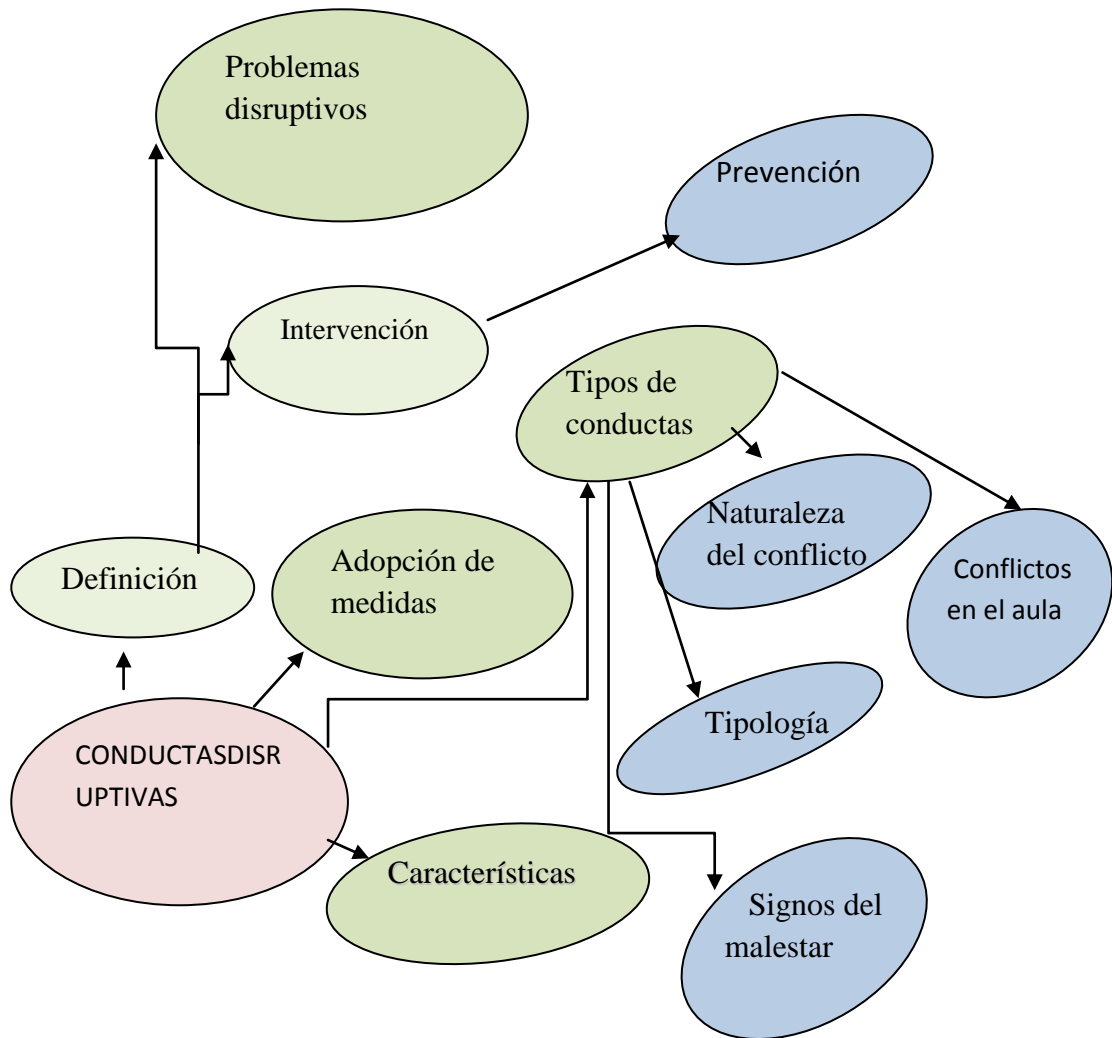 Problemas
disruptivos
Prevención
Intervención
Tipos de
conductas
Naturaleza
del conflicto
Conflictos
en el aula
Definición
Adopción de
medidas
Tipología
CONDUCTASDISR
UPTIVAS
Características
Signos del
malestar